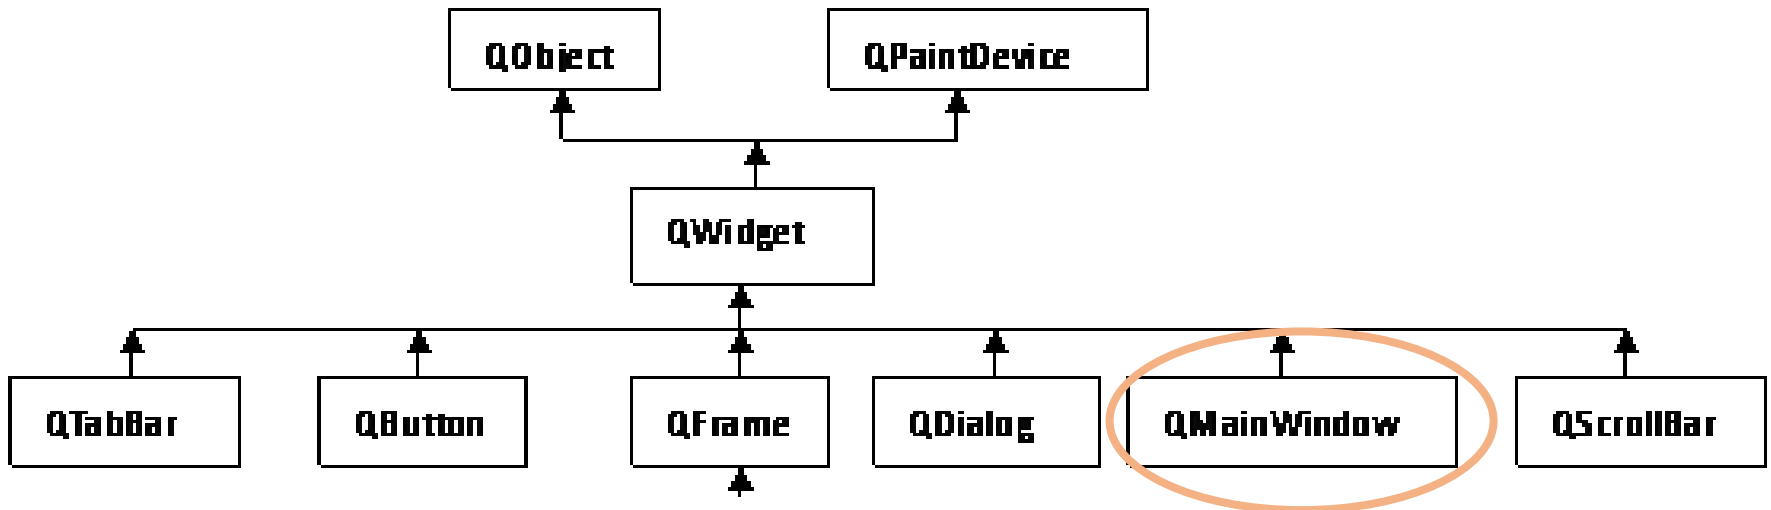 QObject
QPaintDevice
QWidget
QTabBar
QButton
QFrame
QDialog
QMainWindow
QScrollBar